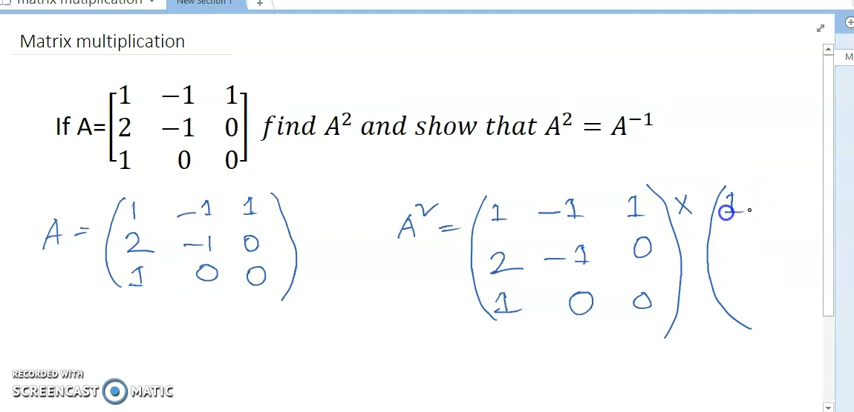 matrix multiplication
New Section 1
+
Matrix multiplication
If A=[1 −1 1
2 −1 0
1 0 0] find A² and show that A² = A⁻¹
A = (1 −1 1
2 −1 0
1 0 0)
A² = (1 −1 1
2 −1 0
1 0 0) × (1
RECORDED WITH
SCREENCAST MATIC